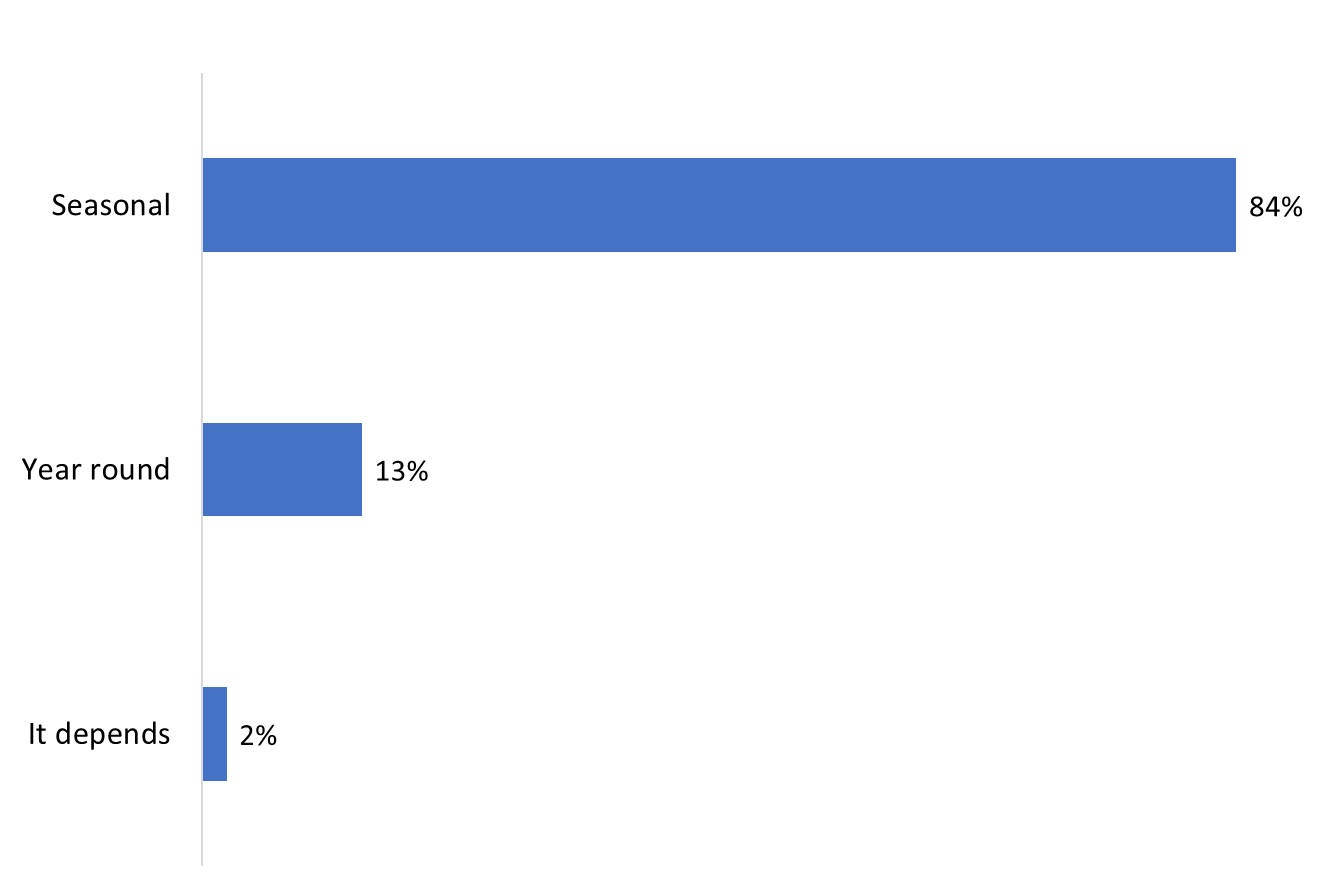 Seasonal
84%
Year round
13%
It depends
2%